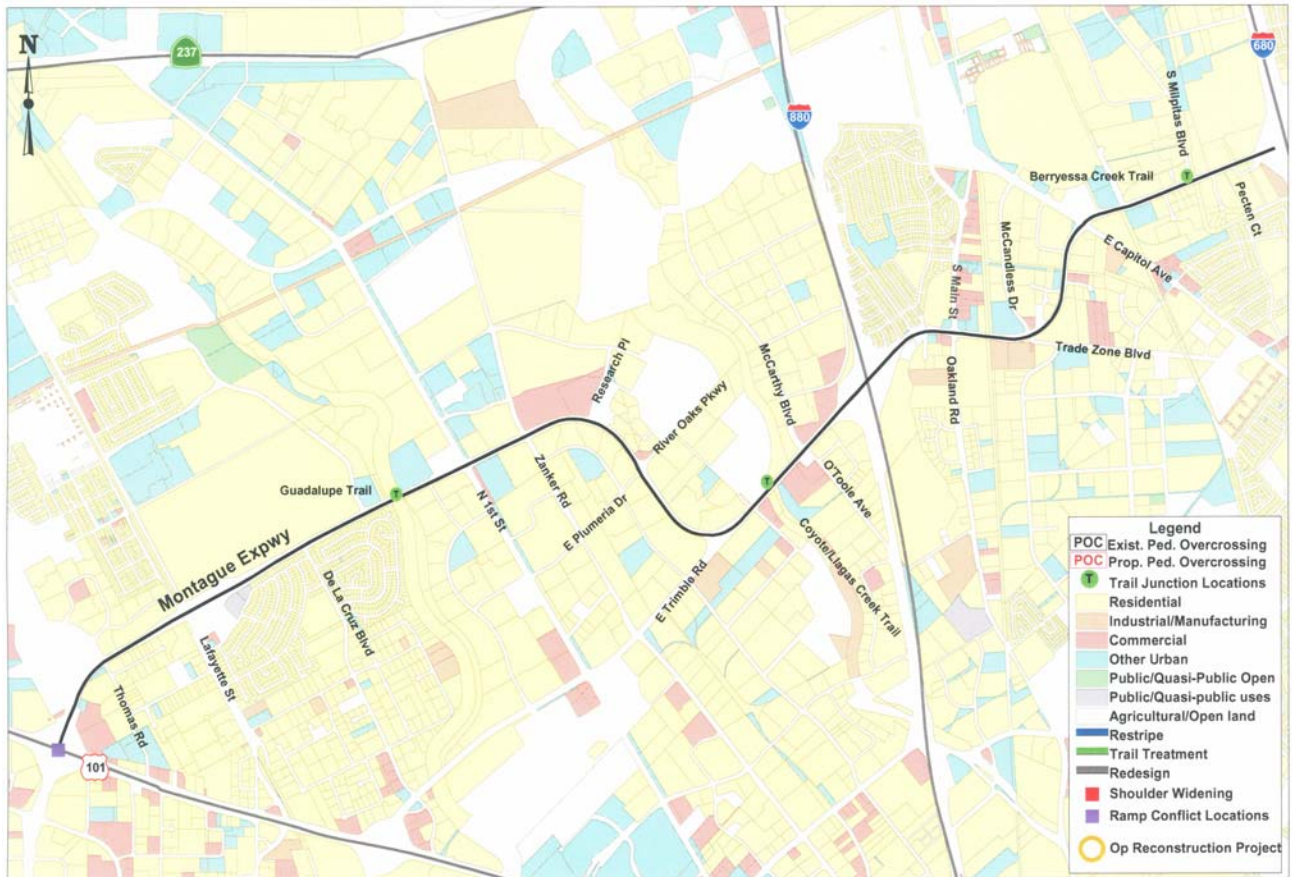 N
237
880
680
S Milpitas Blvd
Berryessa Creek Trail
Pecten Ct
E Capitol Ave
McCandless Dr
S Main St
Trade Zone Blvd
Oakland Rd
McCarthy Blvd
Research Pl
River Oaks Pkwy
O'Toole Ave
Zanker Rd
E Plumeria Dr
Guadalupe Trail
T
T
T
N 1st St
Coyote/Llagas Creek Trail
E Trimble Rd
Montague Expwy
De La Cruz Blvd
Lafayette St
Thomas Rd
101
Legend
POC Exist. Ped. Overcrossing
POC Prop. Ped. Overcrossing
T Trail Junction Locations
Residential
Industrial/Manufacturing
Commercial
Other Urban
Public/Quasi-Public Open
Public/Quasi-public uses
Agricultural/Open land
Restripe
Trail Treatment
Redesign
Shoulder Widening
Ramp Conflict Locations
Op Reconstruction Project